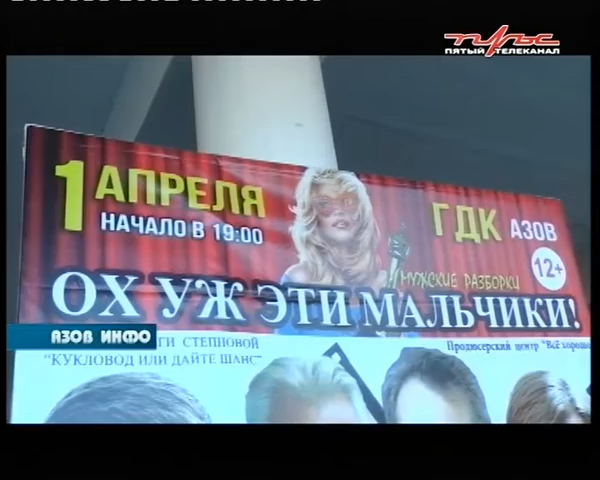 ПУЛЬС
ПЯТЫЙ ТЕЛЕКАНАЛ
1 АПРЕЛЯ
НАЧАЛО В 19:00
ГДК АЗОВ
12+
МУЖСКИЕ РАЗБОРКИ
ОХ УЖ ЭТИ МАЛЬЧИКИ!
АЗОВ ИНФО
СТЕПНОВОЙ
"КУКЛОВОД ИЛИ ДАЙТЕ ШАНС"
Продюсерский центр "Всё